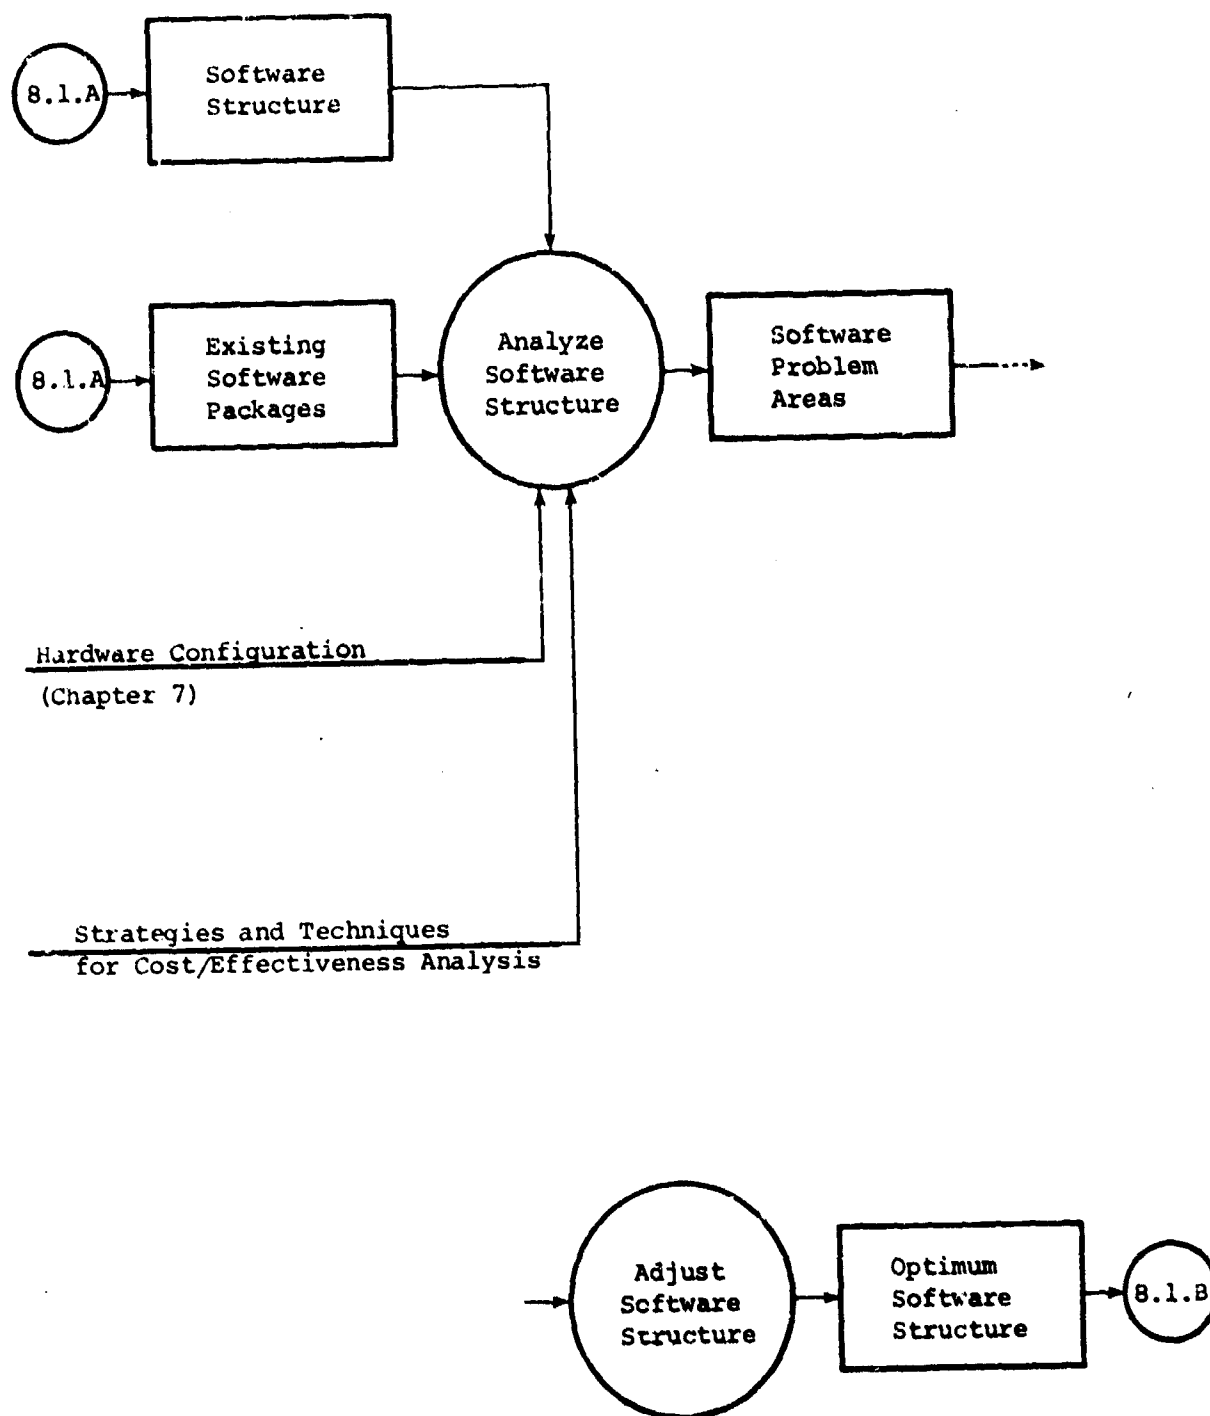 8.1.A
Software
Structure
8.1.A
Existing
Software
Packages
Analyze
Software
Structure
Software
Problem
Areas
Hardware Configuration
(Chapter 7)
Strategies and Techniques
for Cost/Effectiveness Analysis
Adjust
Software
Structure
Optimum
Software
Structure
8.1.B